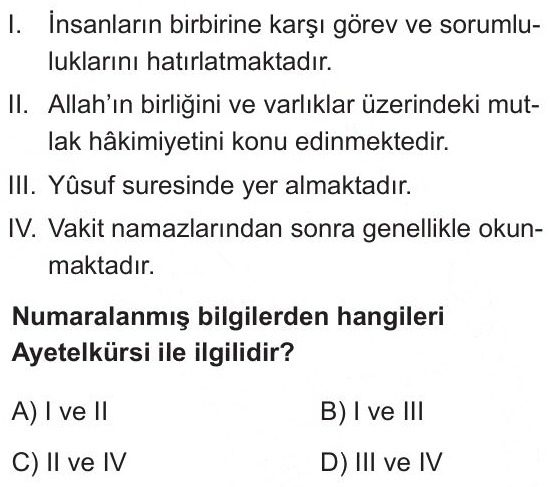 I. İnsanların birbirine karşı görev ve sorumlu-
luklarını hatırlatmaktadır.
II. Allah'ın birliğini ve varlıklar üzerindeki mut-
lak hâkimiyetini konu edinmektedir.
III. Yûsuf suresinde yer almaktadır.
IV. Vakit namazlarından sonra genellikle okun-
maktadır.
Numaralanmış bilgilerden hangileri
Ayetelkürsi ile ilgilidir?
A) I ve II B) I ve III
C) II ve IV D) III ve IV